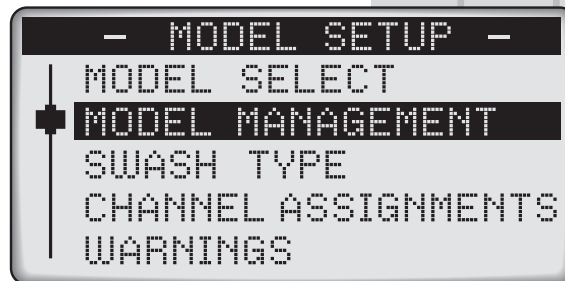 - MODEL SETUP -
MODEL SELECT
MODEL MANAGEMENT
SWASH TYPE
CHANNEL ASSIGNMENTS
WARNINGS